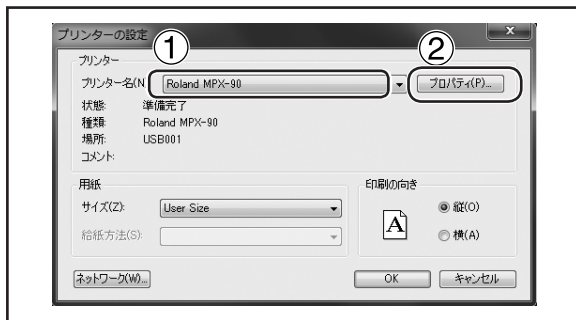 プリンターの設定
①
②
プリンター
プリンター名(N
Roland MPX-90
プロパティ(P)...
状態:
準備完了
種類:
Roland MPX-90
場所:
USB001
コメント:
用紙
サイズ(Z):
User Size
給紙方法(S):
印刷の向き
A
縦(O)
横(A)
ネットワーク(W)...
OK
キャンセル